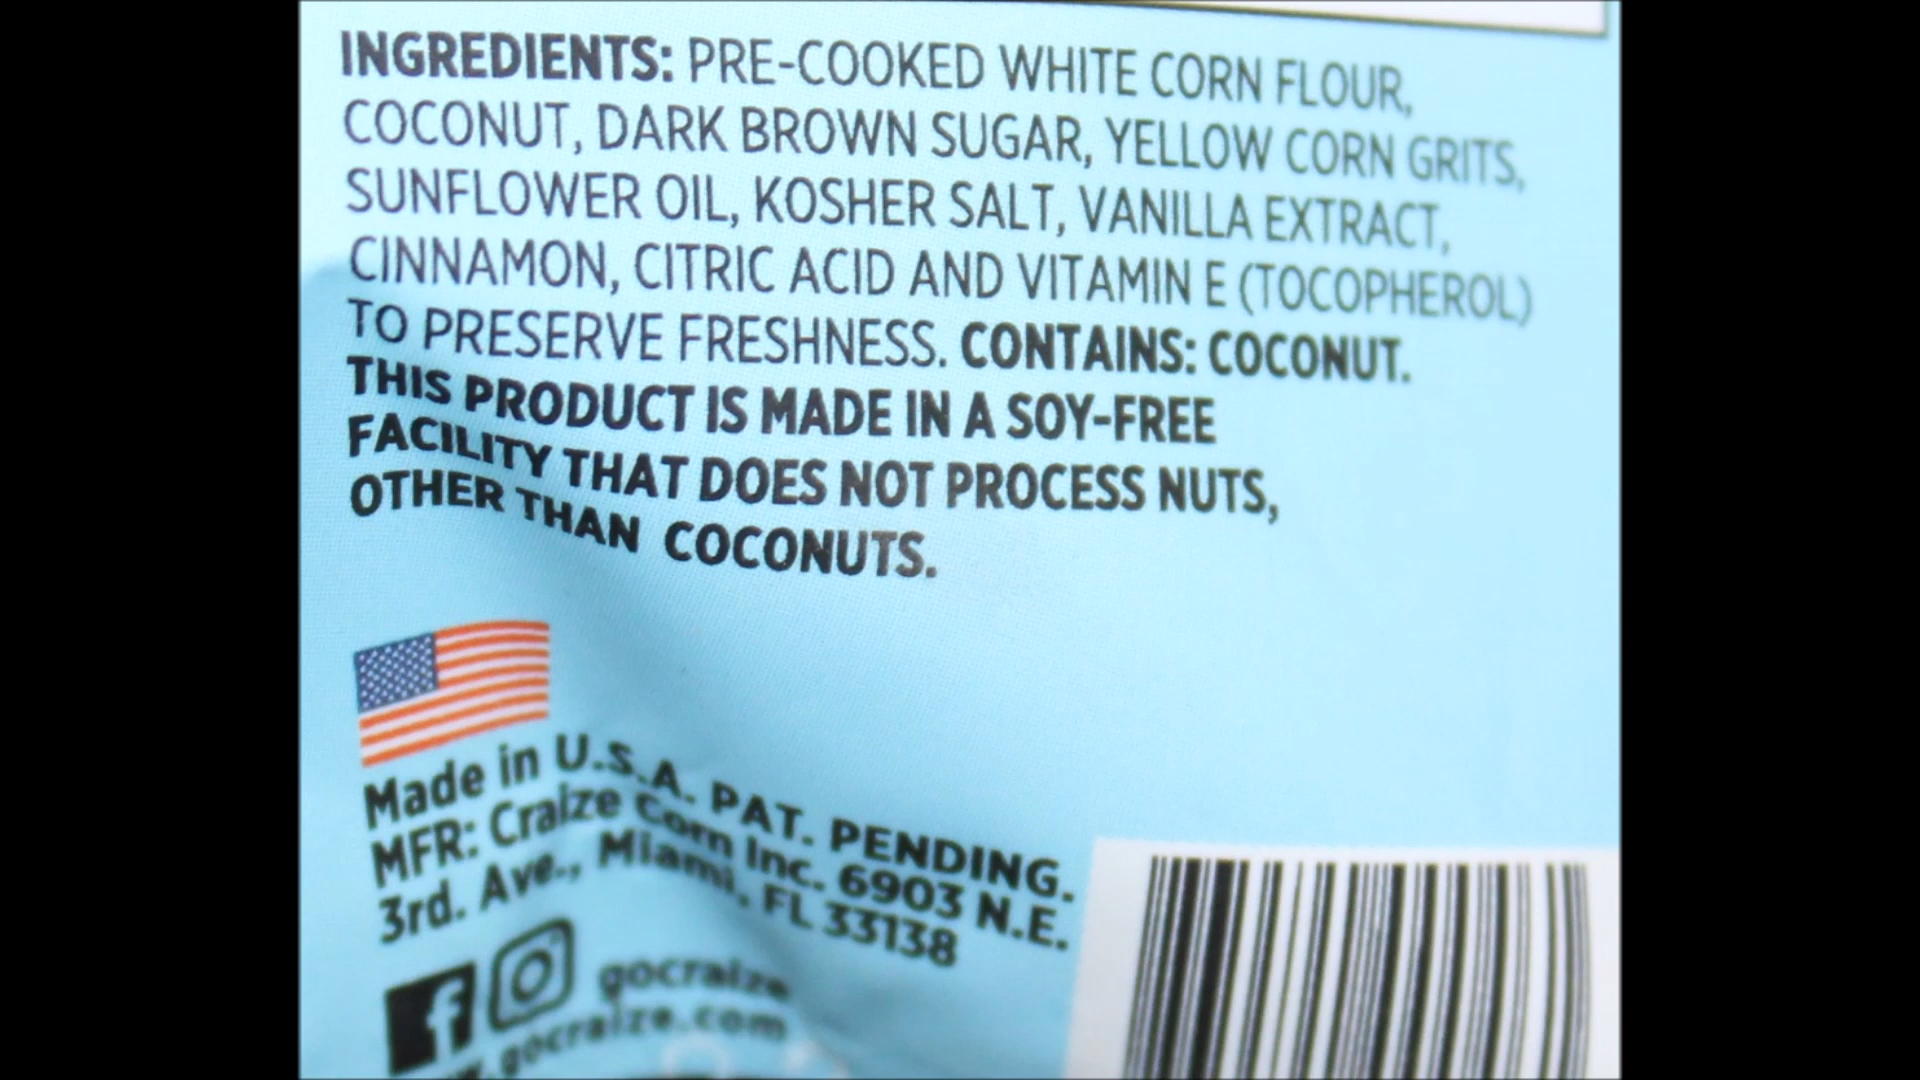 INGREDIENTS: PRE-COOKED WHITE CORN FLOUR,
COCONUT, DARK BROWN SUGAR, YELLOW CORN GRITS,
SUNFLOWER OIL, KOSHER SALT, VANILLA EXTRACT,
CINNAMON, CITRIC ACID AND VITAMIN E (TOCOPHEROL)
TO PRESERVE FRESHNESS. CONTAINS: COCONUT.
THIS PRODUCT IS MADE IN A SOY-FREE
FACILITY THAT DOES NOT PROCESS NUTS,
OTHER THAN COCONUTS.
Made in U.S.A. PAT. PENDING.
MFR: Craize Corn Inc. 6903 N.E.
3rd. Ave., Miami, FL 33138
gocraize
gocraize.com